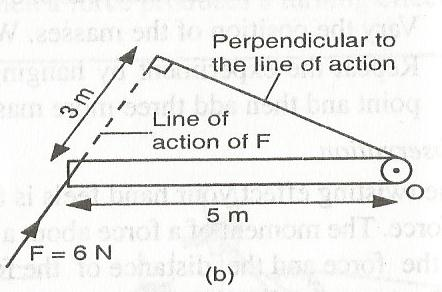 Perpendicular to
the line of action
3 m
Line of
action of F
O
5 m
F = 6 N
(b)